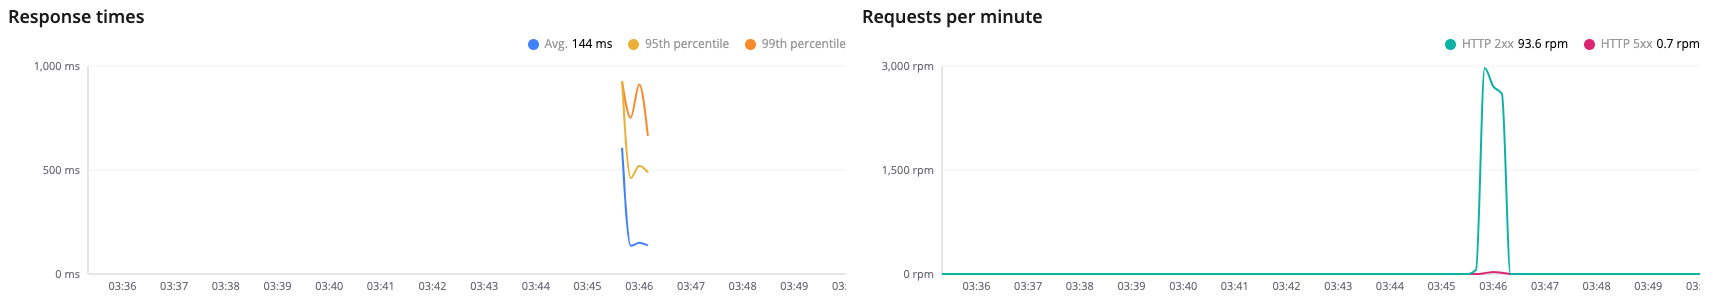 Response times
Avg. 144 ms 95th percentile 99th percentile
1,000 ms
500 ms
0 ms
03:36 03:37 03:38 03:39 03:40 03:41 03:42 03:43 03:44 03:45 03:46 03:47 03:48 03:49 03:
Requests per minute
HTTP 2xx 93.6 rpm HTTP 5xx 0.7 rpm
3,000 rpm
1,500 rpm
0 rpm
03:36 03:37 03:38 03:39 03:40 03:41 03:42 03:43 03:44 03:45 03:46 03:47 03:48 03:49 03: